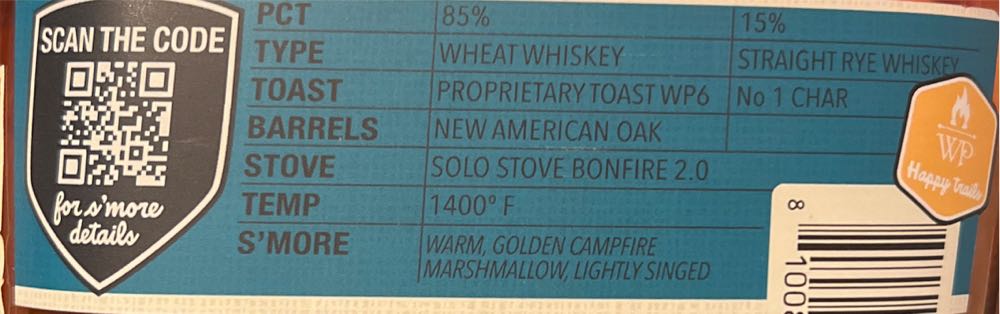 SCAN THE CODE
for s'more
details
PCT 85% 15%
TYPE WHEAT WHISKEY STRAIGHT RYE WHISKEY
TOAST PROPRIETARY TOAST WP6 No 1 CHAR
BARRELS NEW AMERICAN OAK
STOVE SOLO STOVE BONFIRE 2.0
TEMP 1400° F
S'MORE WARM, GOLDEN CAMPFIRE
MARSHMALLOW, LIGHTLY SINGED
WP
Happy Trails
8 1008